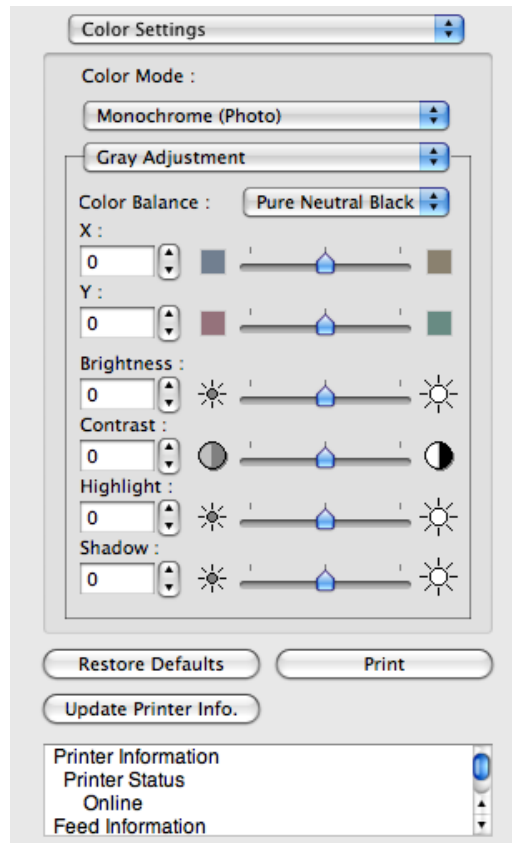 Color Settings
Color Mode :
Monochrome (Photo)
Gray Adjustment
Color Balance : Pure Neutral Black
X :
0
Y :
0
Brightness :
0
Contrast :
0
Highlight :
0
Shadow :
0
Restore Defaults Print
Update Printer Info.
Printer Information
Printer Status
Online
Feed Information